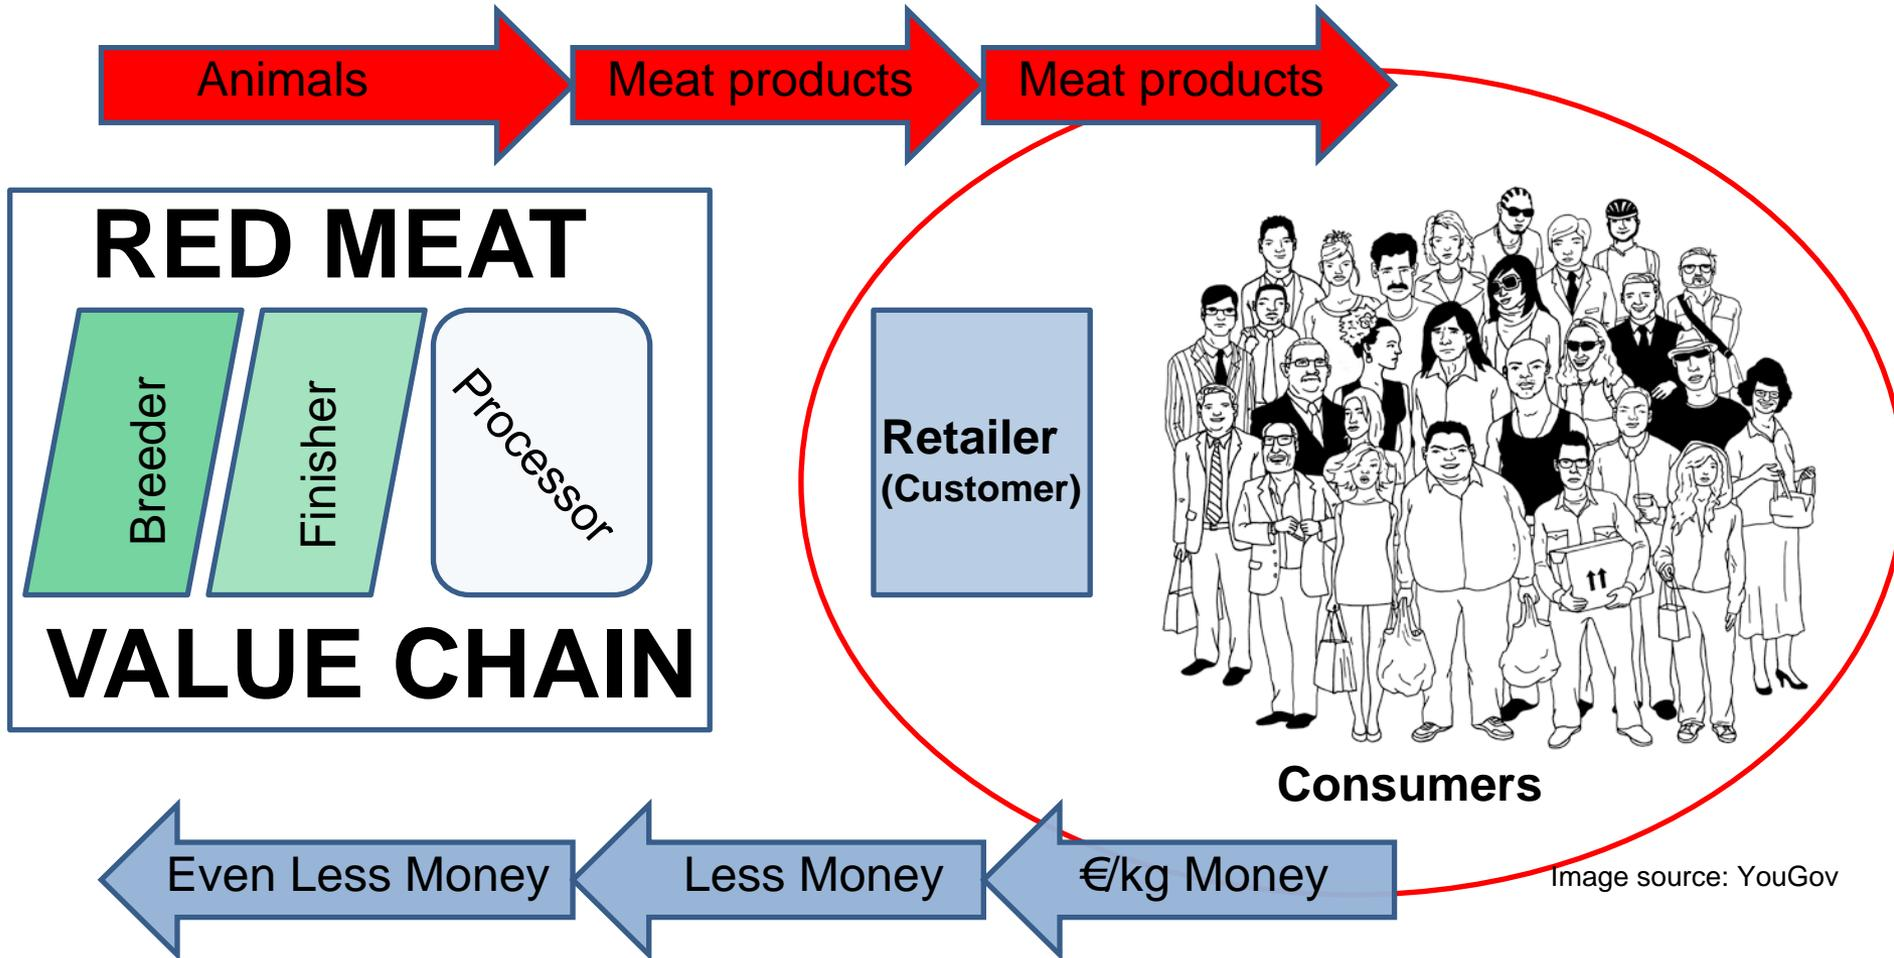 Animals
Meat products
Meat products
RED MEAT
Breeder
Finisher
Processor
VALUE CHAIN
Retailer
(Customer)
Consumers
Even Less Money
Less Money
€/kg Money
Image source: YouGov